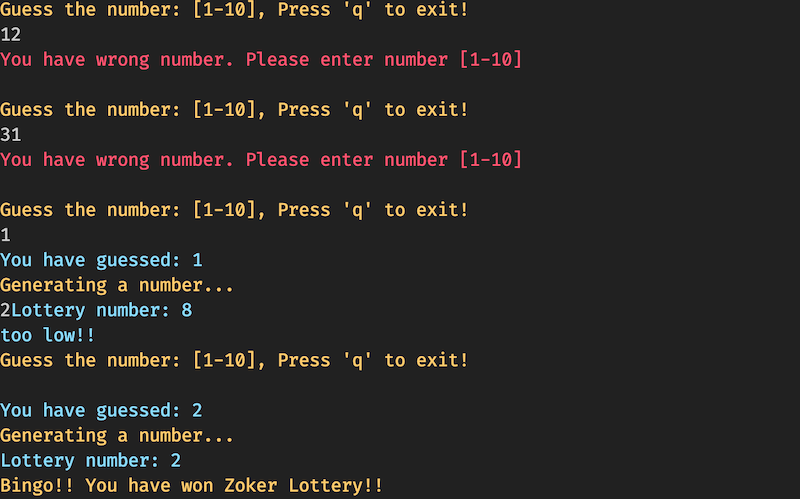 Guess the number: [1-10], Press 'q' to exit!
12
You have wrong number. Please enter number [1-10]
Guess the number: [1-10], Press 'q' to exit!
31
You have wrong number. Please enter number [1-10]
Guess the number: [1-10], Press 'q' to exit!
1
You have guessed: 1
Generating a number...
2Lottery number: 8
too low!!
Guess the number: [1-10], Press 'q' to exit!
You have guessed: 2
Generating a number...
Lottery number: 2
Bingo!! You have won Zoker Lottery!!